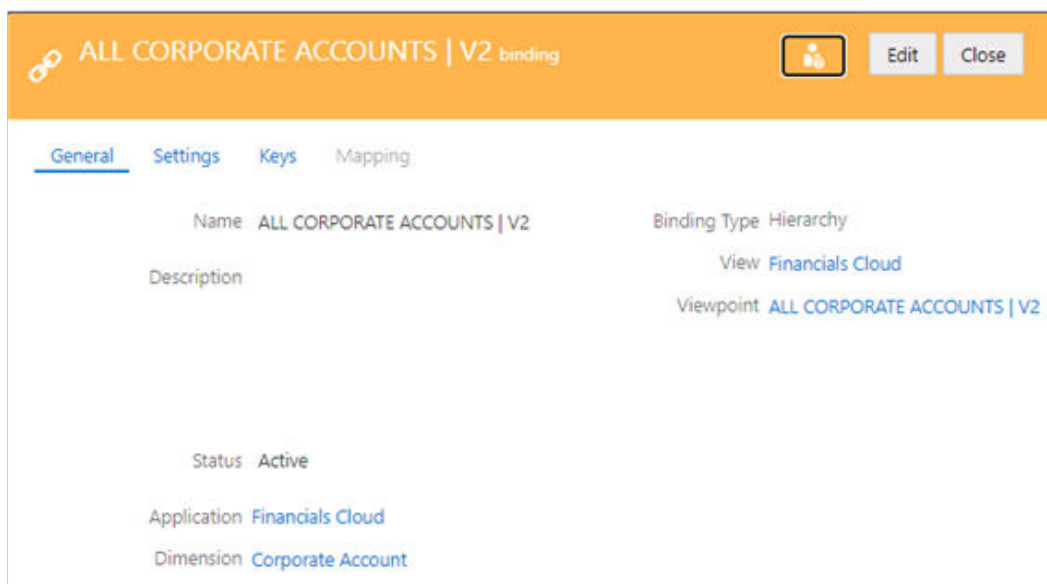 ALL CORPORATE ACCOUNTS | V2 binding
Edit
Close
General Settings Keys Mapping
Name ALL CORPORATE ACCOUNTS | V2
Binding Type Hierarchy
Description
View Financials Cloud
Viewpoint ALL CORPORATE ACCOUNTS | V2
Status Active
Application Financials Cloud
Dimension Corporate Account